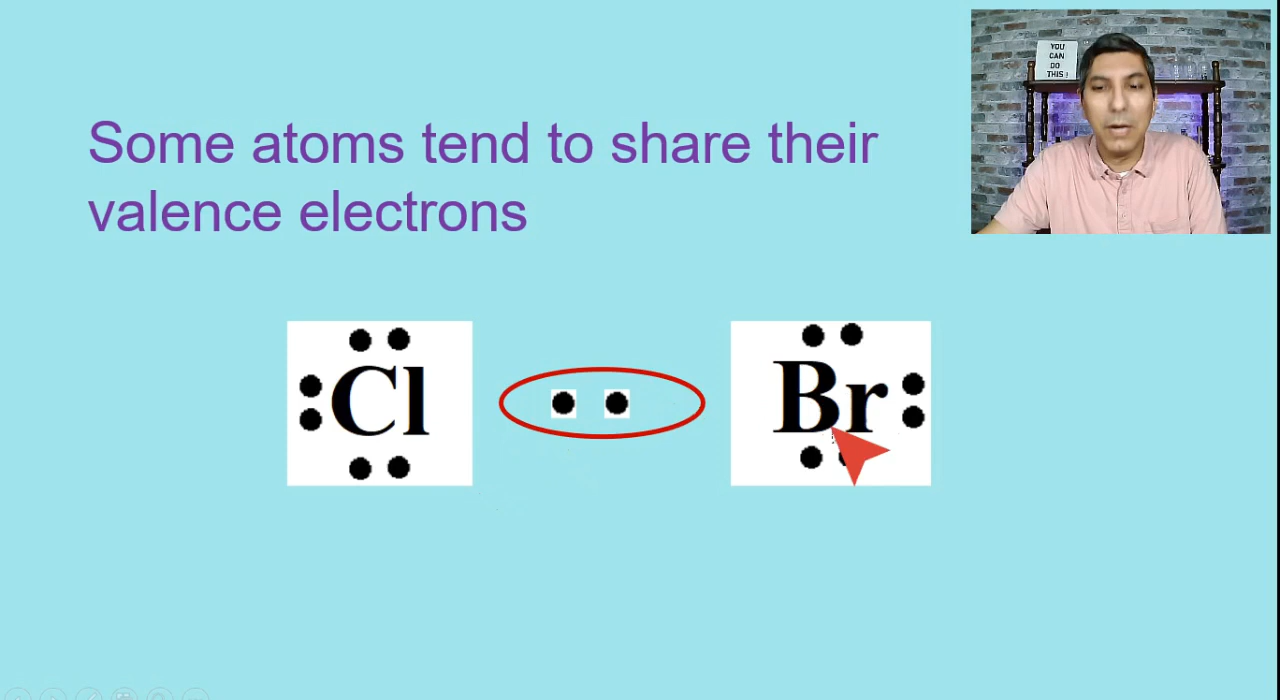 YOU
CAN
DO
THIS !
Some atoms tend to share their
valence electrons
Cl
Br